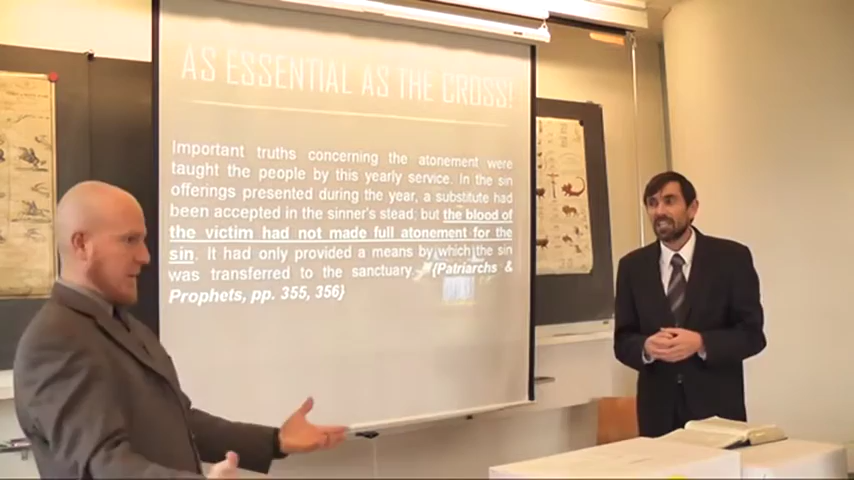 AS ESSENTIAL AS THE CROSS!
Important truths concerning the atonement were
taught the people by this yearly service. In the sin
offerings presented during the year, a substitute had
been accepted in the sinner's stead; but the blood of
the victim had not made full atonement for the
sin. It had only provided a means by which the sin
was transferred to the sanctuary. {Patriarchs &
Prophets, pp. 355, 356}